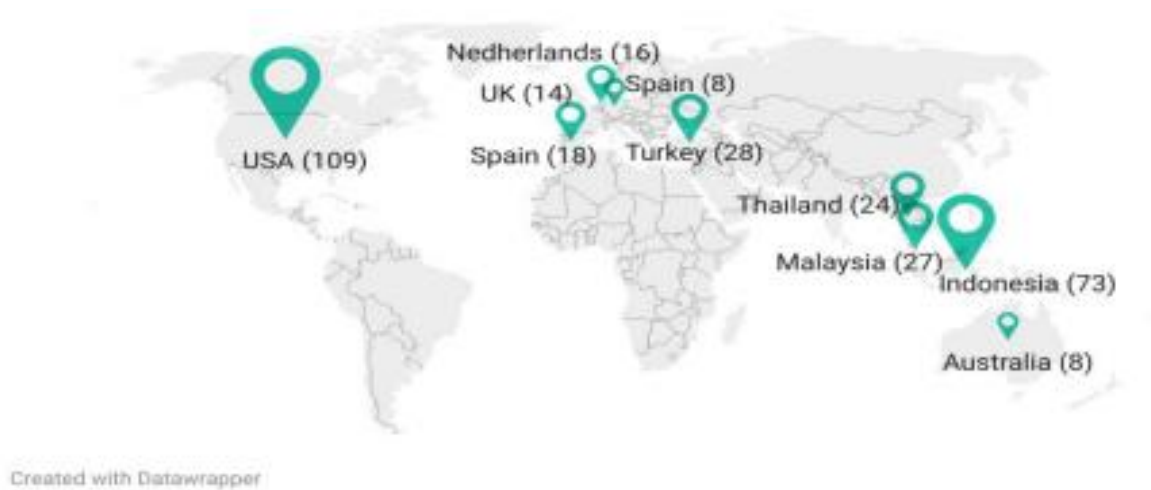 Nedherlands (16)
UK (14)
Spain (8)
USA (109)
Spain (18)
Turkey (28)
Thailand (24)
Malaysia (27)
Indonesia (73)
Australia (8)
Created with Datawrapper